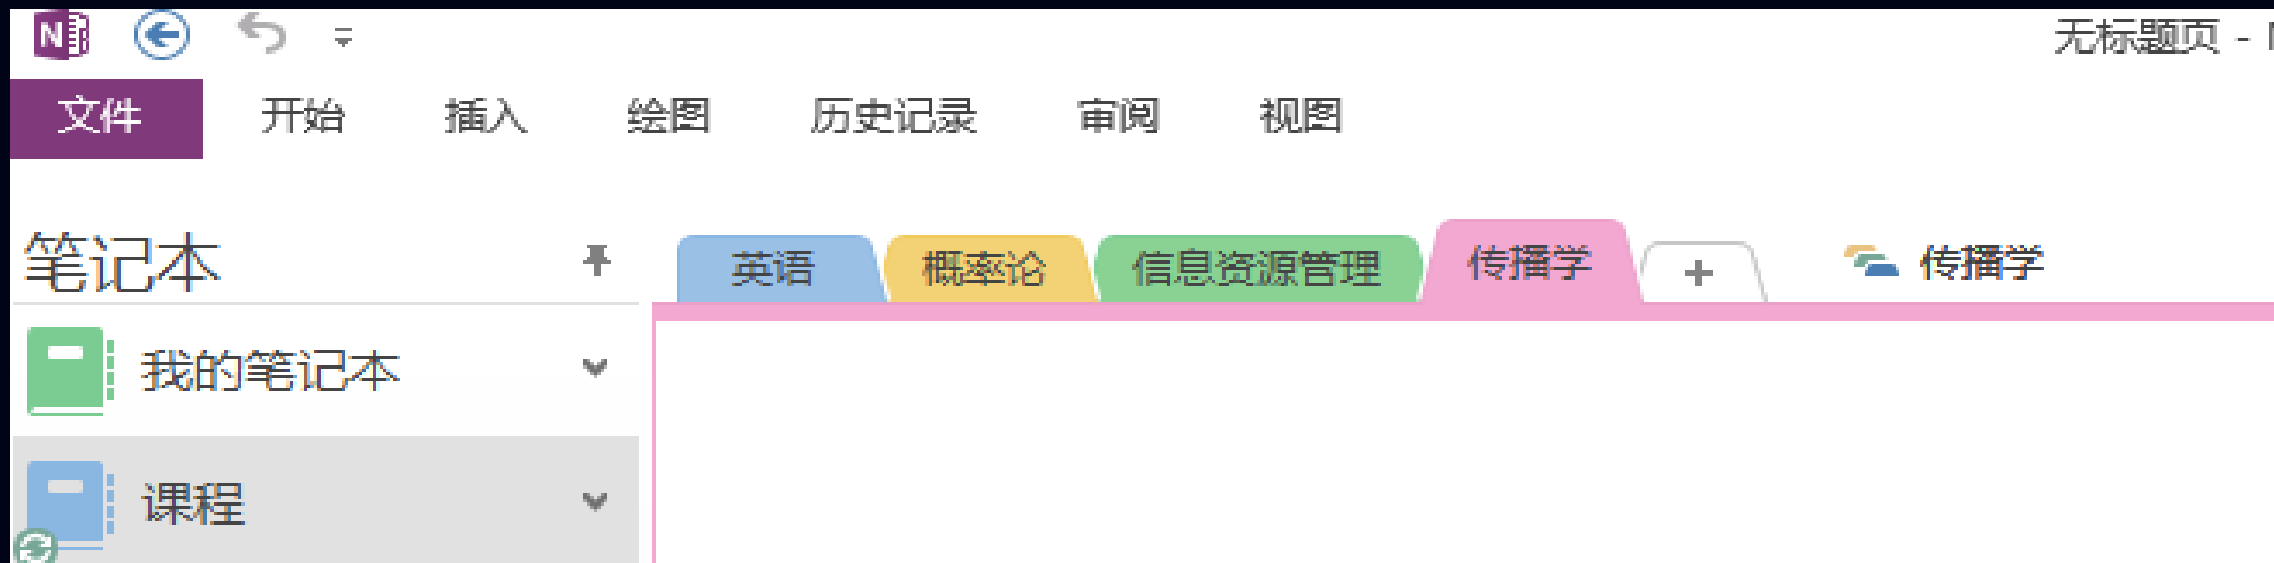 无标题页 -
文件 开始 插入 绘图 历史记录 审阅 视图
笔记本 英语 概率论 信息资源管理 传播学 + 传播学
我的笔记本
课程